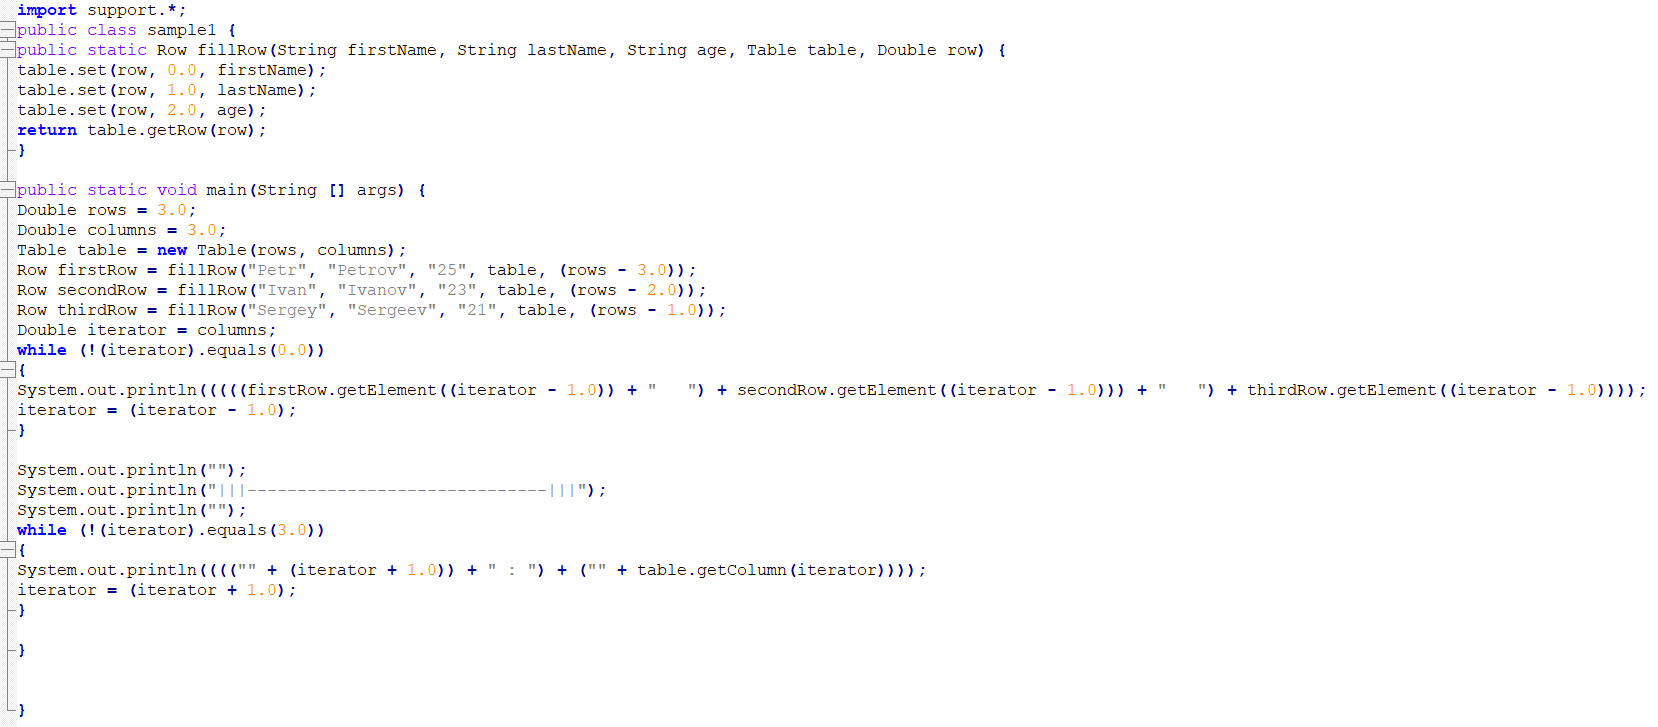 import support.*;
public class sample1 {
public static Row fillRow(String firstName, String lastName, String age, Table table, Double row) {
table.set(row, 0.0, firstName);
table.set(row, 1.0, lastName);
table.set(row, 2.0, age);
return table.getRow(row);
}
public static void main(String [] args) {
Double rows = 3.0;
Double columns = 3.0;
Table table = new Table(rows, columns);
Row firstRow = fillRow("Petr", "Petrov", "25", table, (rows - 3.0));
Row secondRow = fillRow("Ivan", "Ivanov", "23", table, (rows - 2.0));
Row thirdRow = fillRow("Sergey", "Sergeev", "21", table, (rows - 1.0));
Double iterator = columns;
while (!(iterator).equals(0.0))
{
System.out.println(((((firstRow.getElement((iterator - 1.0)) + "   ") + secondRow.getElement((iterator - 1.0))) + "   ") + thirdRow.getElement((iterator - 1.0))));
iterator = (iterator - 1.0);
}
System.out.println("");
System.out.println("|||------------------------------|||");
System.out.println("");
while (!(iterator).equals(3.0))
{
System.out.println(((("" + (iterator + 1.0)) + " : ") + ("" + table.getColumn(iterator))));
iterator = (iterator + 1.0);
}
}
}